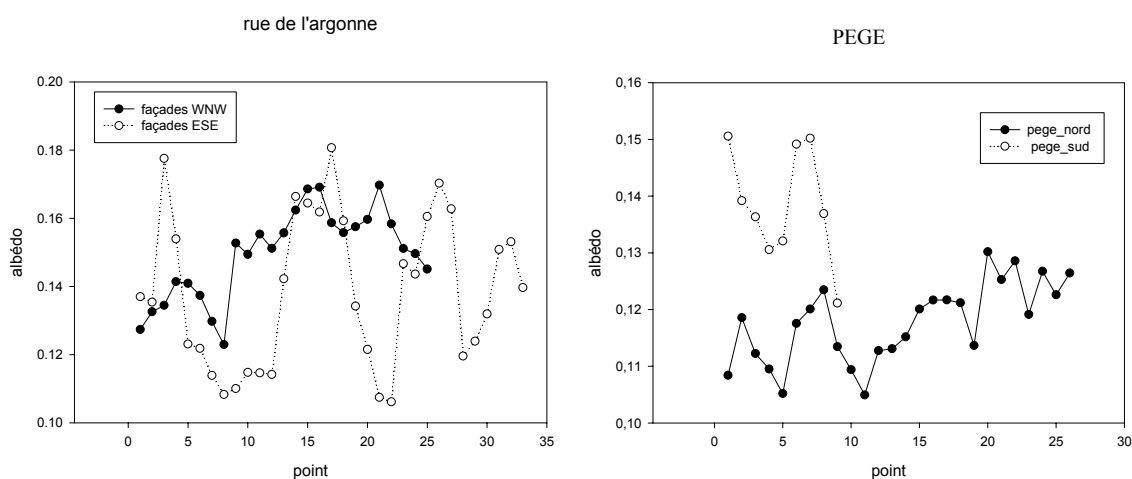 rue de l'argonne
albédo
0.20
0.18
0.16
0.14
0.12
0.10
façades WNW
façades ESE
0 5 10 15 20 25 30 35
point
PEGE
albédo
0,16
0,15
0,14
0,13
0,12
0,11
0,10
pege_nord
pege_sud
0 5 10 15 20 25 30
point